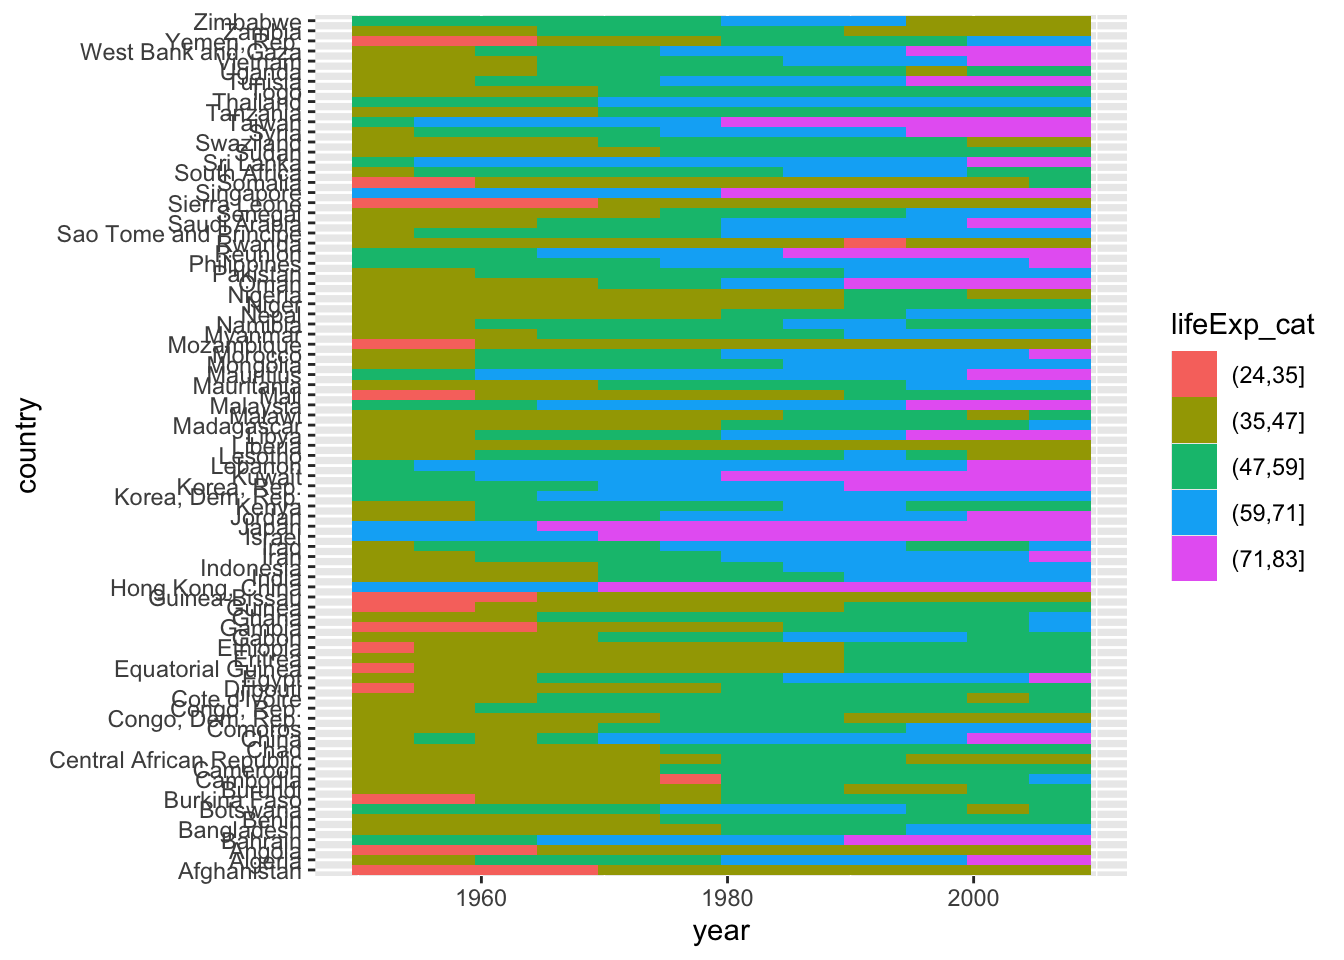 Zimbabwe
Zambia
Yemen, Rep.
West Bank and Gaza
Vietnam
Uganda
Tunisia
Togo
Thailand
Tanzania
Taiwan
Syria
Swaziland
Sudan
Sri Lanka
South Africa
Somalia
Singapore
Sierra Leone
Senegal
Saudi Arabia
Sao Tome and Principe
Rwanda
Reunion
Philippines
Pakistan
Oman
Nigeria
Niger
Nepal
Namibia
Myanmar
Mozambique
Morocco
Mongolia
Mauritius
Mauritania
Mali
Malaysia
Malawi
Madagascar
Libya
Liberia
Lesotho
Lebanon
Kuwait
Korea, Rep.
Korea, Dem. Rep.
Kenya
Jordan
Japan
Israel
Iraq
Iran
Indonesia
India
Hong Kong, China
Guinea-Bissau
Guinea
Ghana
Gambia
Gabon
Ethiopia
Eritrea
Equatorial Guinea
Egypt
Djibouti
Cote d'Ivoire
Congo, Rep.
Congo, Dem. Rep.
Comoros
China
Chad
Central African Republic
Cameroon
Cambodia
Burundi
Burkina Faso
Botswana
Benin
Bangladesh
Bahrain
Angola
Algeria
Afghanistan
country
1960
1980
2000
year
lifeExp_cat
(24,35]
(35,47]
(47,59]
(59,71]
(71,83]